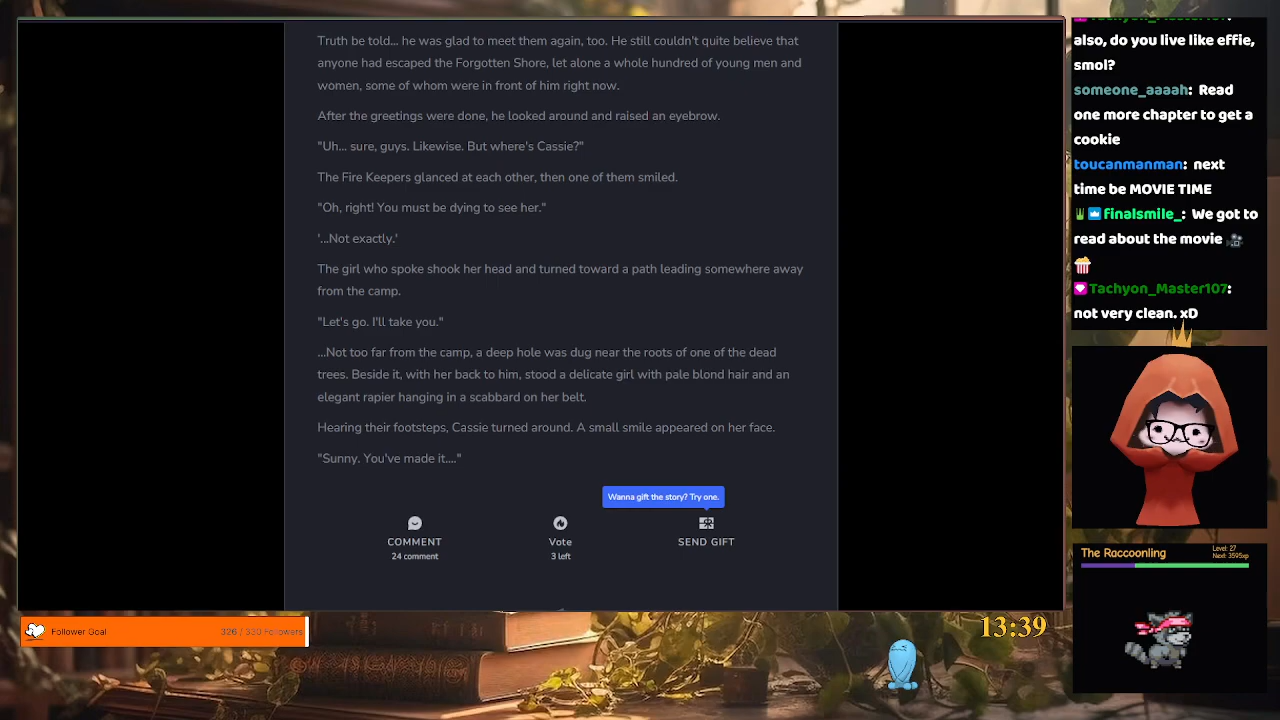 Truth be told... he was glad to meet them again, too. He still couldn't quite believe that
anyone had escaped the Forgotten Shore, let alone a whole hundred of young men and
women, some of whom were in front of him right now.
After the greetings were done, he looked around and raised an eyebrow.
"Uh... sure, guys. Likewise. But where's Cassie?"
The Fire Keepers glanced at each other, then one of them smiled.
"Oh, right! You must be dying to see her."
'...Not exactly.'
The girl who spoke shook her head and turned toward a path leading somewhere away
from the camp.
"Let's go. I'll take you."
...Not too far from the camp, a deep hole was dug near the roots of one of the dead
trees. Beside it, with her back to him, stood a delicate girl with pale blond hair and an
elegant rapier hanging in a scabbard on her belt.
Hearing their footsteps, Cassie turned around. A small smile appeared on her face.
"Sunny. You've made it...."
Wanna gift the story? Try one.
COMMENT
24 comment
Vote
3 left
SEND GIFT
also, do you live like effie,
smol?
someone_aaaah: Read
one more chapter to get a
cookie
toucanmanman: next
time be MOVIE TIME
finalsmile_: We got to
read about the movie
Tachyon_Master107:
not very clean. xD
The Raccoonling
Level: 27
Next: 3595xp
Follower Goal
326 / 330 Followers
13:39